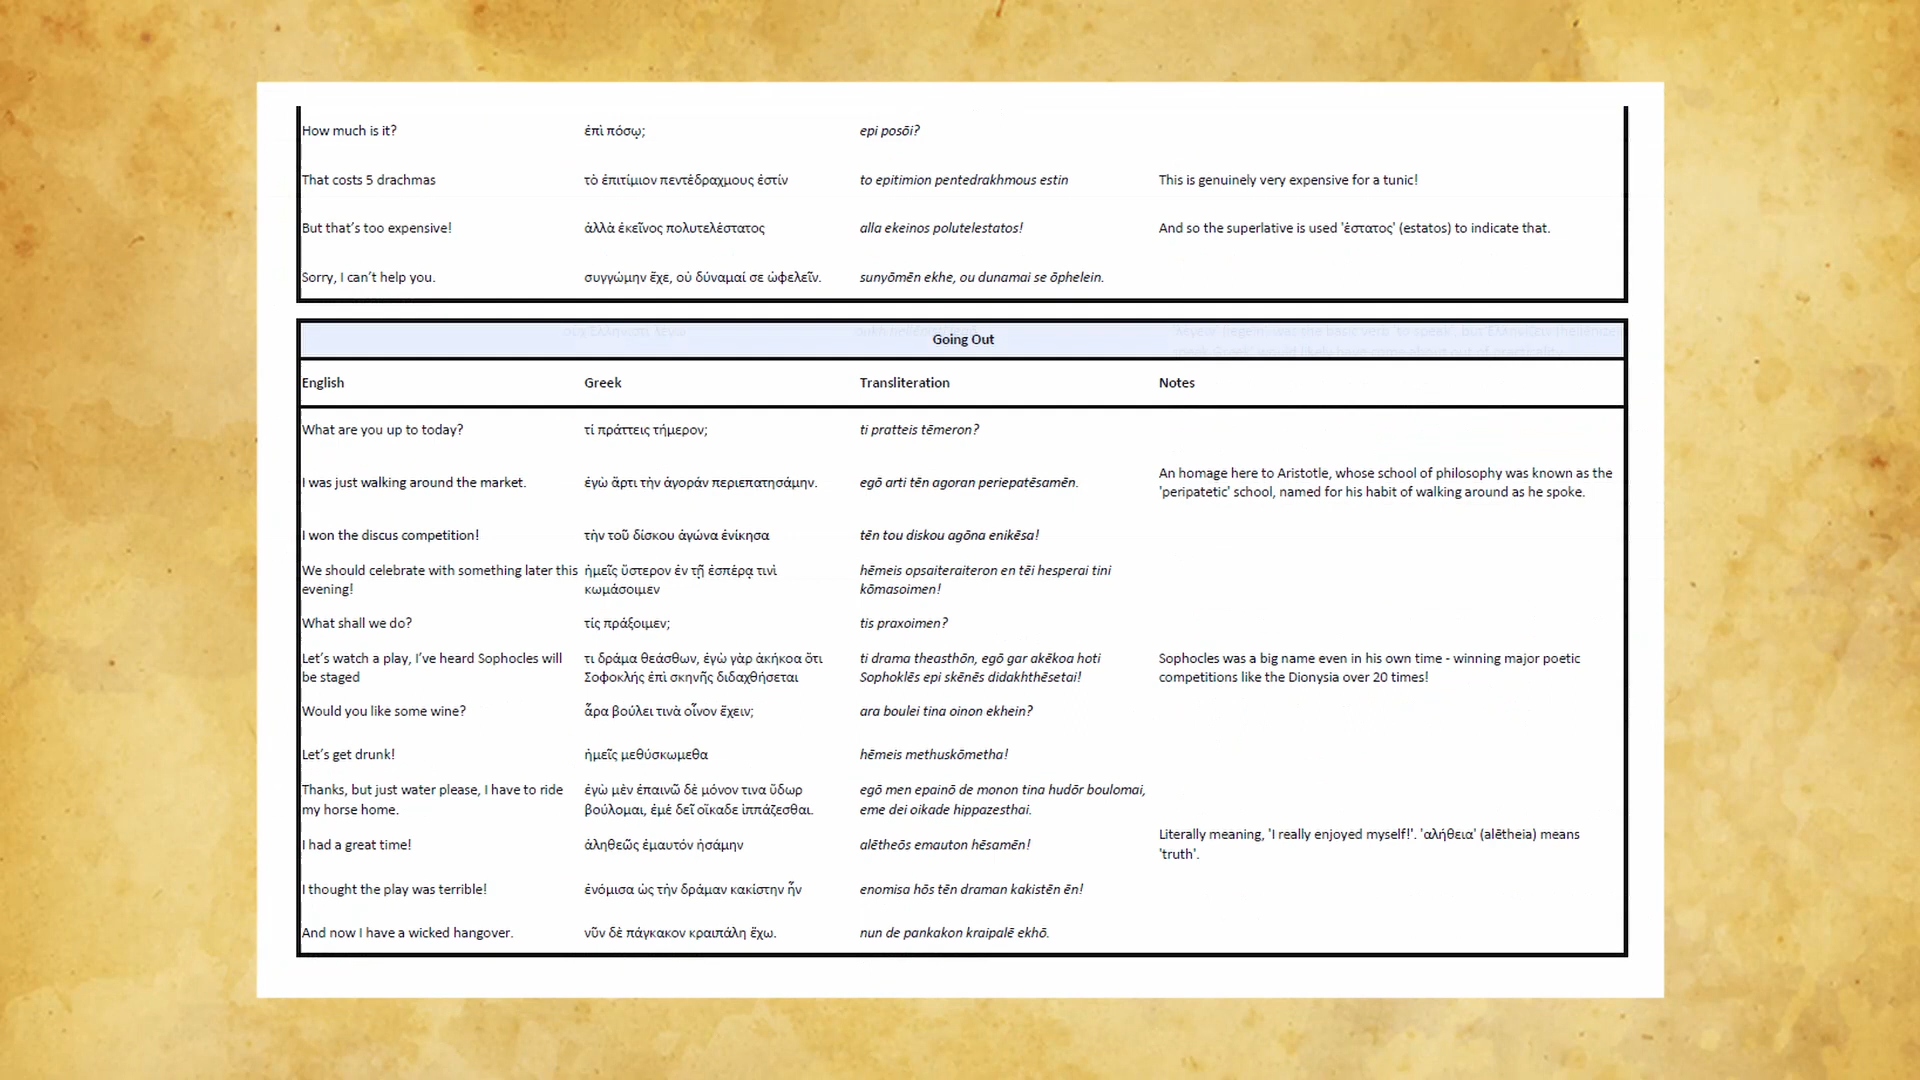 How much is it? ἐπὶ πόσῳ; epi posōi?
That costs 5 drachmas τὸ ἐπιτίμιον πεντέδραχμους ἐστίν to epitimion pentedrakhmous estin This is genuinely very expensive for a tunic!
But that’s too expensive! ἀλλὰ ἐκεῖνος πολυτελέστατος alla ekeinos polutelestatos! And so the superlative is used 'έστατος' (estatos) to indicate that.
Sorry, I can’t help you. συγγώμην ἔχε, οὐ δύναμαί σε ὠφελεῖν. sunyōmēn ekhe, ou dunamai se ōphelein.
Going Out
English Greek Transliteration Notes
What are you up to today? τί πράττεις τήμερον; ti pratteis tēmeron?
I was just walking around the market. ἐγὼ ἄρτι τὴν ἀγοράν περιεπατησάμην. egō arti tēn agoran periepatēsamēn. An homage here to Aristotle, whose school of philosophy was known as the
'peripatetic' school, named for his habit of walking around as he spoke.
I won the discus competition! τὴν τοῦ δίσκου ἀγώνα ἐνίκησα tēn tou diskou agōna enikēsa!
We should celebrate with something later this ἡμεῖς ὕστερον ἐν τῇ ἑσπέρᾳ τινὶ hēmeis opsaiteraiteron en tēi hesperai tini
evening! κωμάσοιμεν kōmasoimen!
What shall we do? τίς πράξοιμεν; tis praxoimen?
Let’s watch a play, I’ve heard Sophocles will τι δράμα θεάσθων, ἐγὼ γὰρ ἀκήκοα ὅτι ti drama theasthōn, egō gar akēkoa hoti Sophocles was a big name even in his own time - winning major poetic
be staged Σοφοκλής ἐπὶ σκηνῆς διδαχθήσεται Sophoklēs epi skēnēs didakhthēsetai! competitions like the Dionysia over 20 times!
Would you like some wine? ἆρα βούλει τινὰ οἶνον ἔχειν; ara boulei tina oinon ekhein?
Let’s get drunk! ἡμεῖς μεθύσκωμεθα hēmeis methuskōmetha!
Thanks, but just water please, I have to ride ἐγὼ μὲν ἐπαινῶ δὲ μόνον τινα ὕδωρ egō men epainō de monon tina hudōr boulomai,
my horse home. βούλομαι, ἐμὲ δεῖ οἴκαδε ἱππάζεσθαι. eme dei oikade hippazesthai.
I had a great time! ἀληθεῶς ἐμαυτόν ἡσάμην alētheōs emauton hēsamēn! Literally meaning, 'I really enjoyed myself!'. 'αλήθεια' (alētheia) means
'truth'.
I thought the play was terrible! ἐνόμισα ὡς τὴν δράμαν κακίστην ἦν enomisa hōs tēn draman kakistēn ēn!
And now I have a wicked hangover. νῦν δὲ πάγκακον κραιπάλη ἔχω. nun de pankakon kraipalē ekhō.